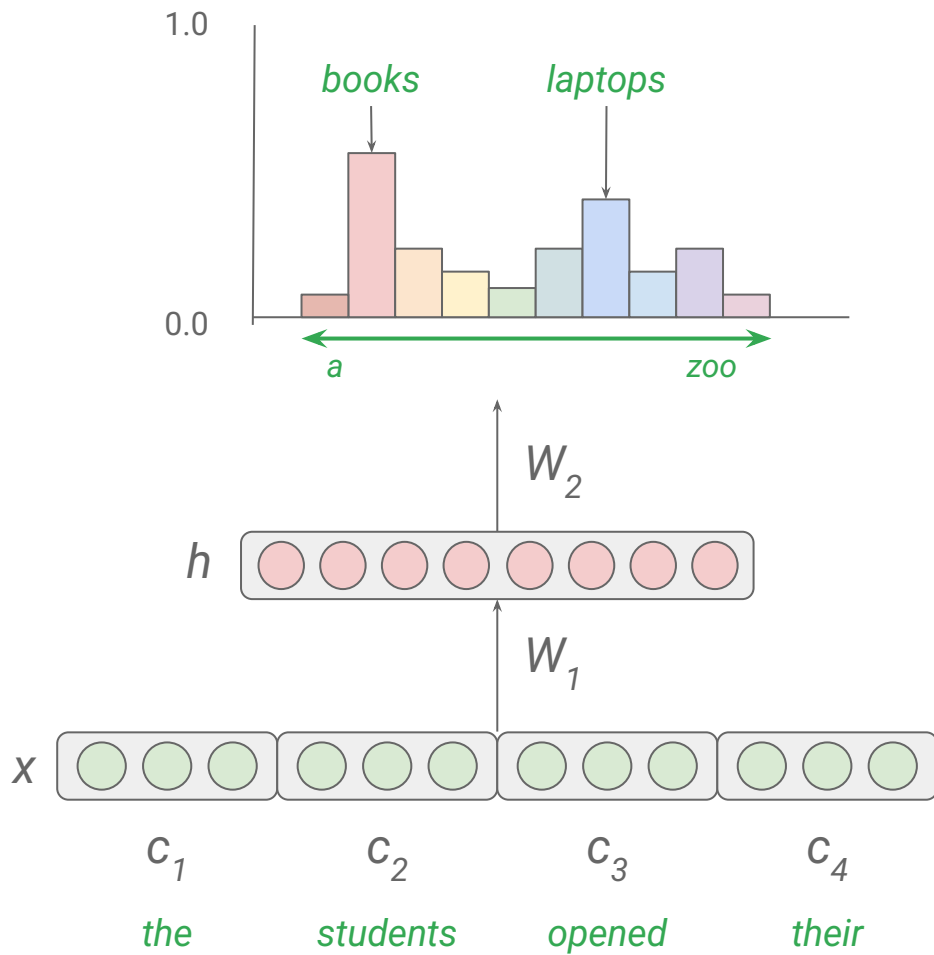 1.0
books laptops
0.0
a zoo
W2
h
W1
x
c1 c2 c3 c4
the students opened their